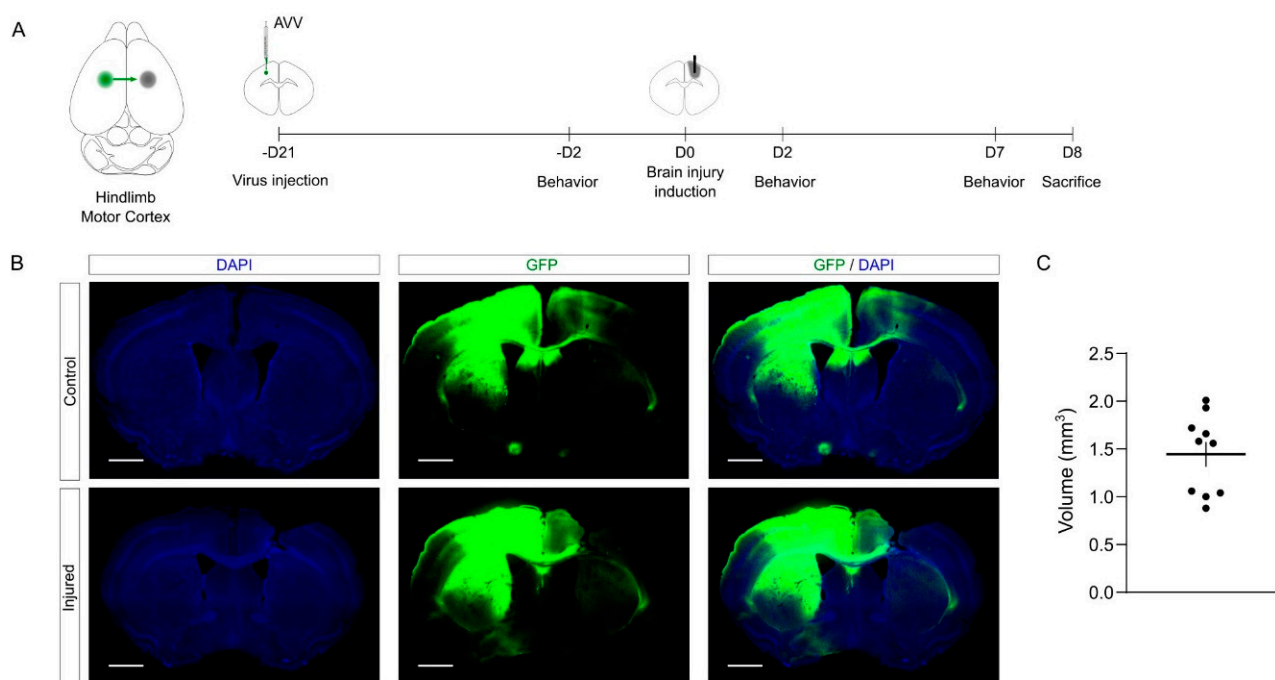 A
AVV
-D21
-D2
D0
D2
D7
D8
Virus injection
Behavior
Brain injury
induction
Behavior
Behavior
Sacrifice
Hindlimb
Motor Cortex
B
DAPI
GFP
GFP / DAPI
Control
Injured
C
Volume (mm³)
2.5
2.0
1.5
1.0
0.5
0.0